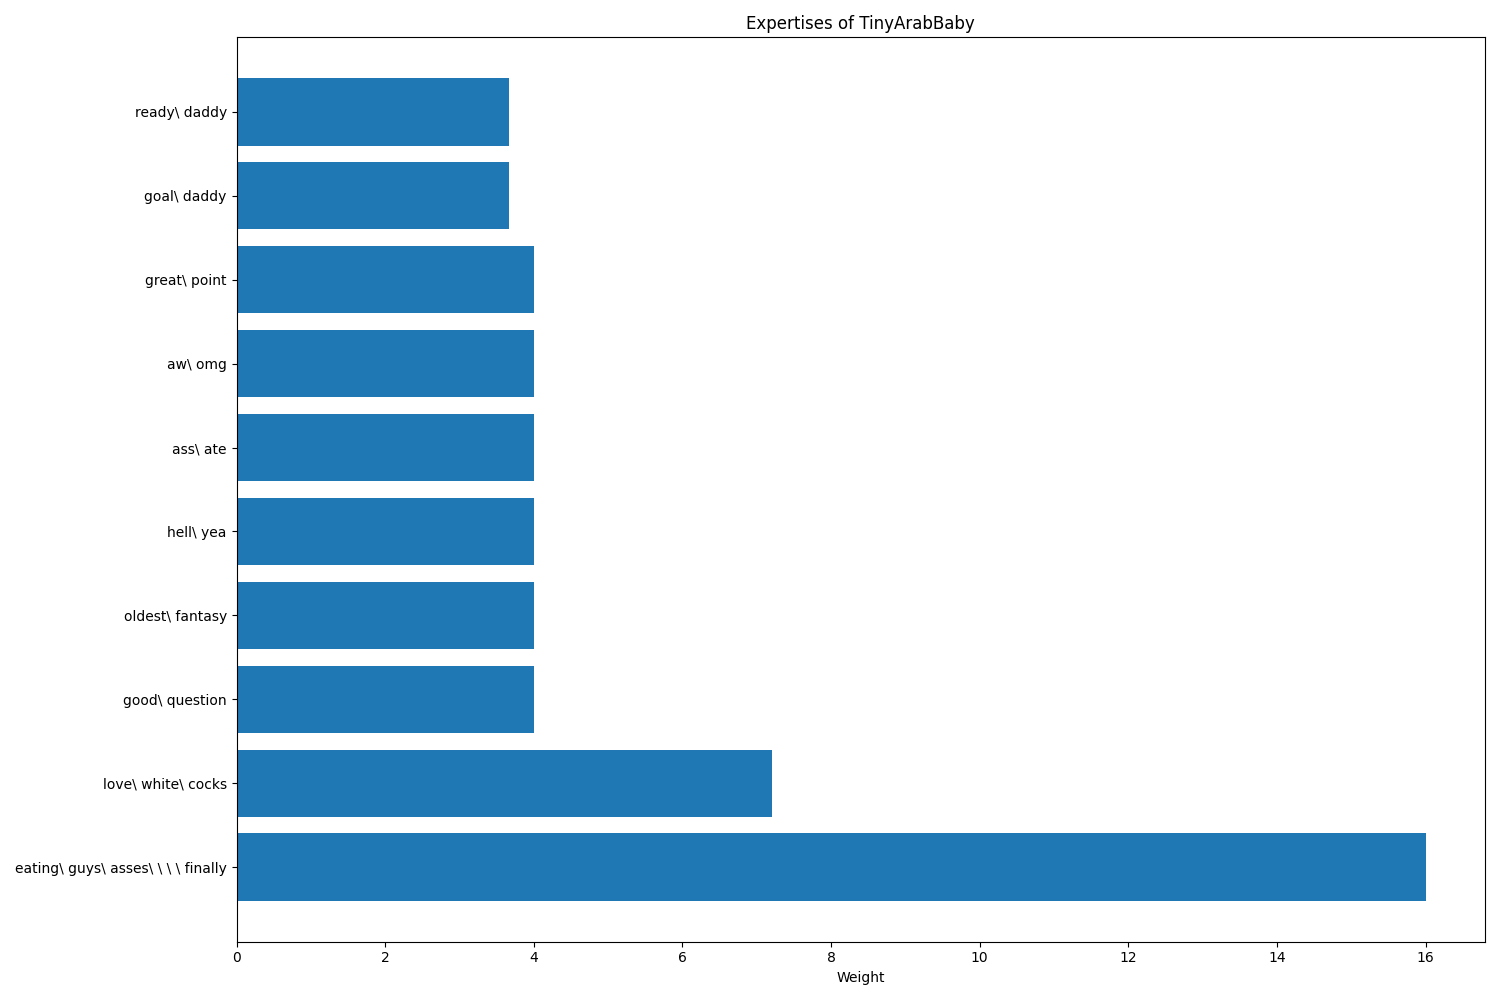 Expertises of TinyArabBaby
ready\ daddy
goal\ daddy
great\ point
aw\ omg
ass\ ate
hell\ yea
oldest\ fantasy
good\ question
love\ white\ cocks
eating\ guys\ asses\ \ \ \ finally
0 2 4 6 8 10 12 14 16
Weight